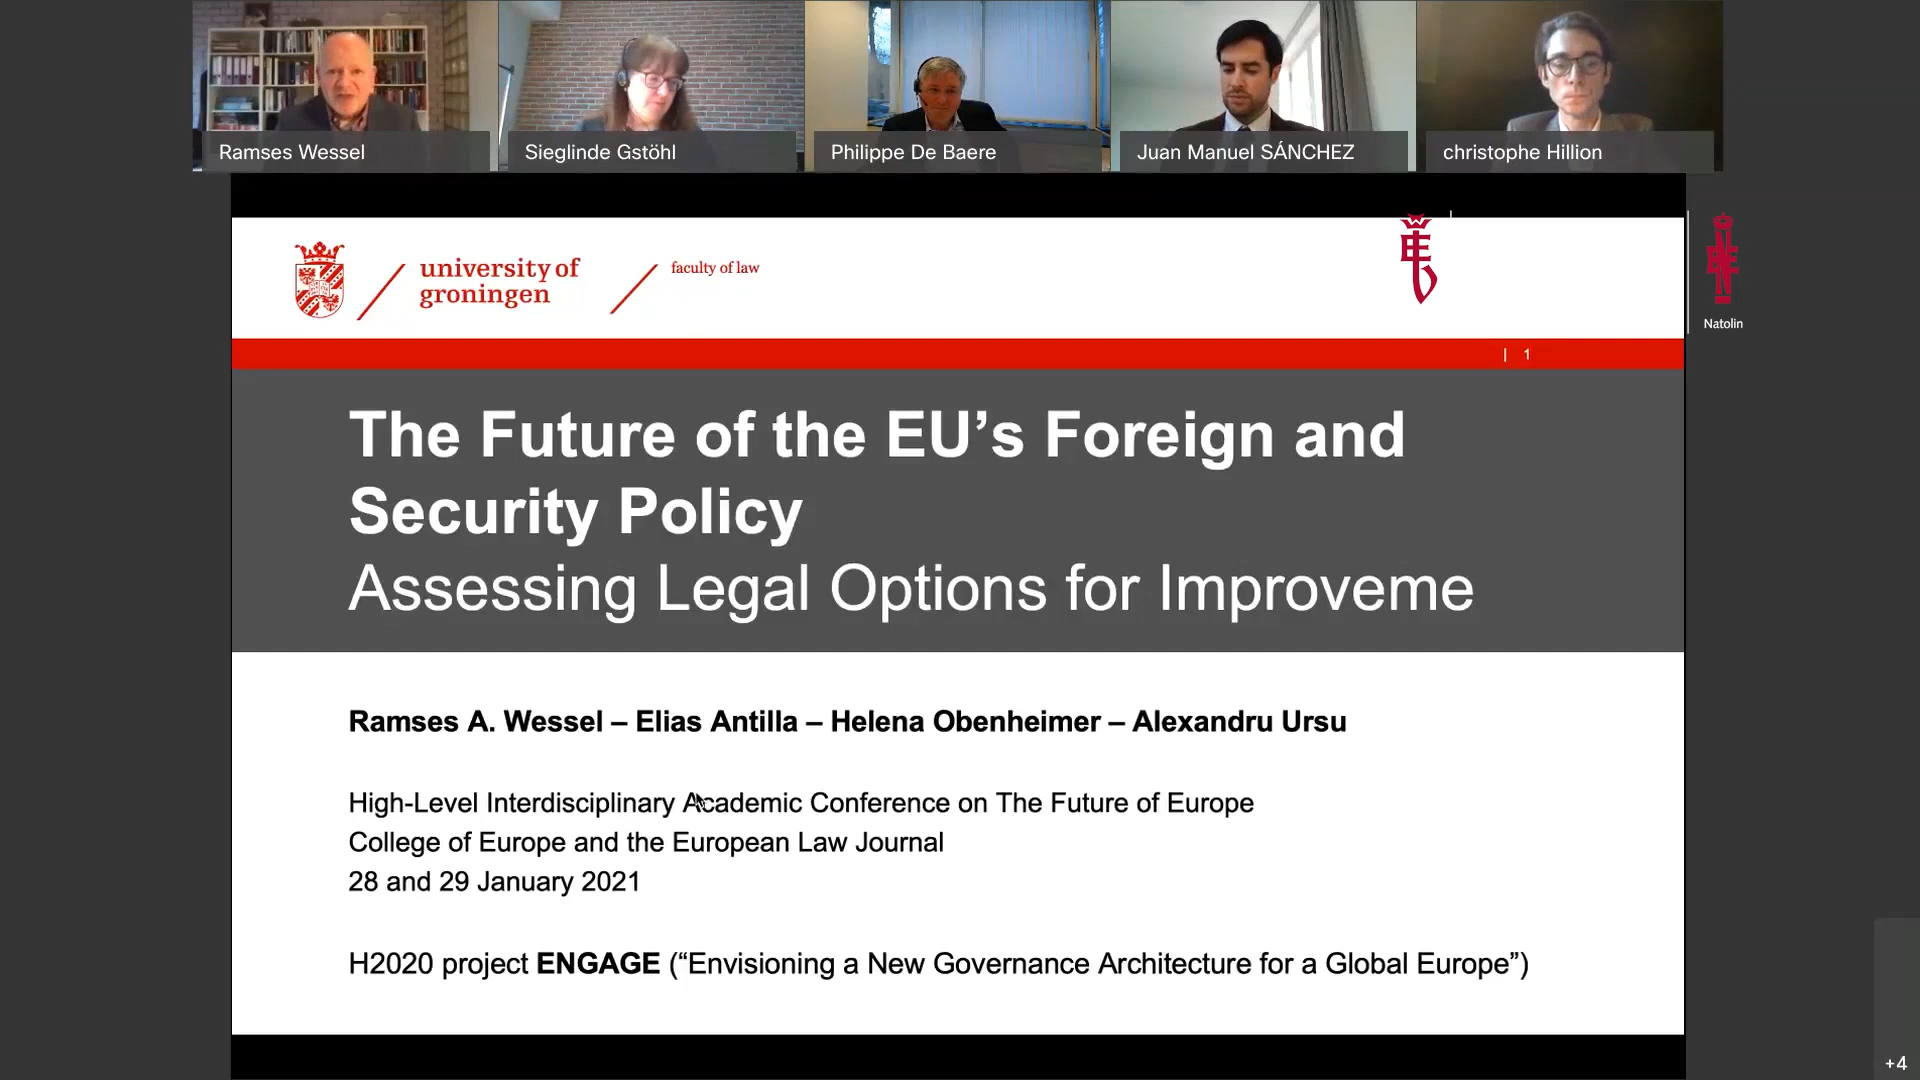 Ramses Wessel
Sieglinde Gstöhl
Philippe De Baere
Juan Manuel SÁNCHEZ
christophe Hillion
university of
groningen
faculty of law
Natolin
| 1
The Future of the EU’s Foreign and
Security Policy
Assessing Legal Options for Improveme
Ramses A. Wessel – Elias Antilla – Helena Obenheimer – Alexandru Ursu
High-Level Interdisciplinary Academic Conference on The Future of Europe
College of Europe and the European Law Journal
28 and 29 January 2021
H2020 project ENGAGE (“Envisioning a New Governance Architecture for a Global Europe”)
+4